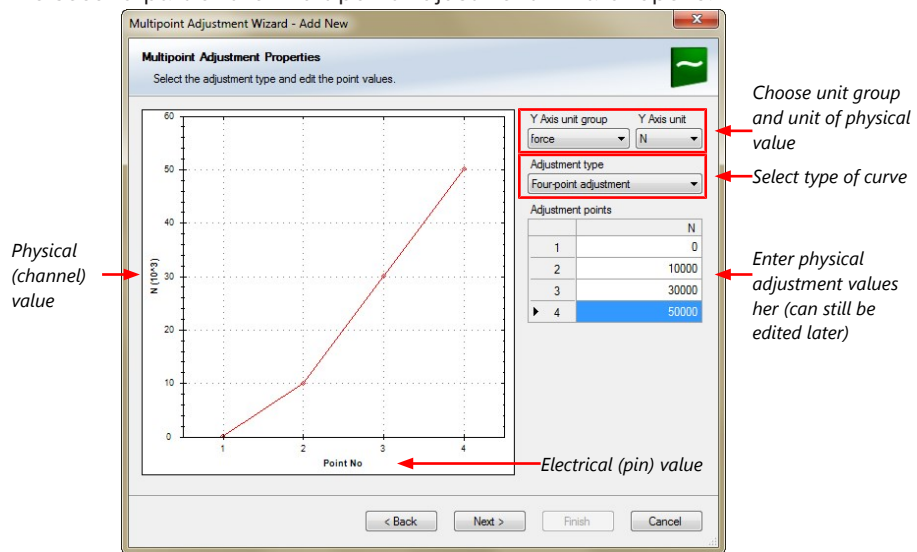 Multipoint Adjustment Wizard - Add New
Multipoint Adjustment Properties
Select the adjustment type and edit the point values.
60
50
40
30
20
10
0
N (10^3)
1 2 3 4
Point No
Y Axis unit group Y Axis unit
force N
Adjustment type
Four-point adjustment
Adjustment points
N
1 0
2 10000
3 30000
4 50000
< Back Next > Finish Cancel
Physical
(channel)
value
Choose unit group
and unit of physical
value
Select type of curve
Enter physical
adjustment values
her (can still be
edited later)
Electrical (pin) value